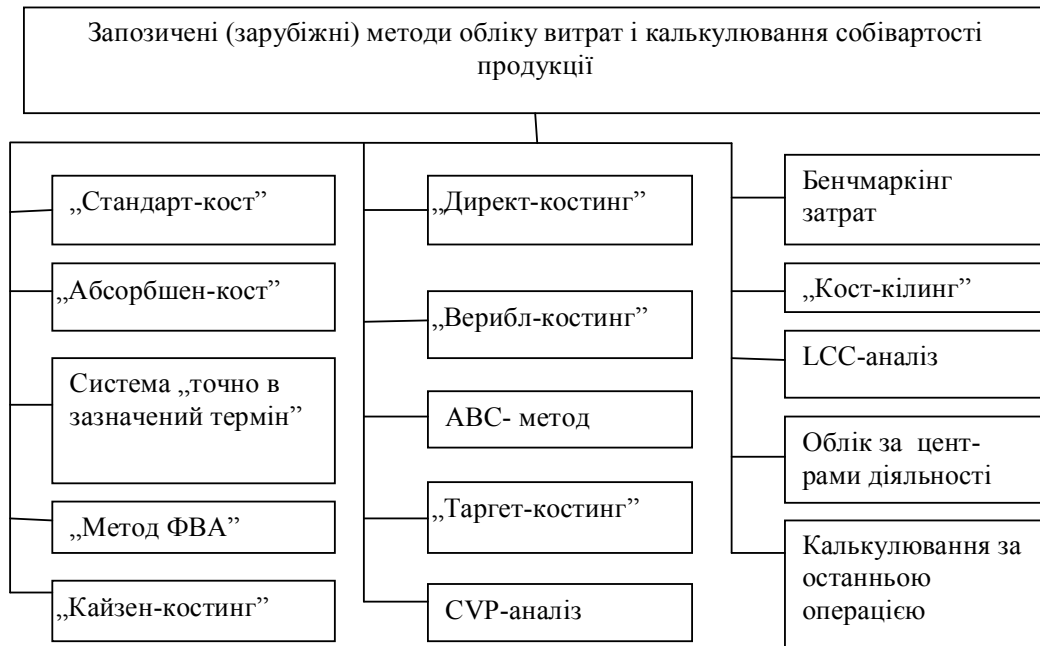 Запозичені (зарубіжні) методи обліку витрат і калькулювання собівартості
продукції
„Стандарт-кост”
„Абсорбшен-кост”
Система „точно в
зазначений термін”
„Метод ФВА”
„Кайзен-костинг”
„Директ-костинг”
„Верибл-костинг”
АВС- метод
„Таргет-костинг”
CVP-аналіз
Бенчмаркінг
затрат
„Кост-кілинг”
LCC-аналіз
Облік за цент-
рами діяльності
Калькулювання за
останньою
операцією